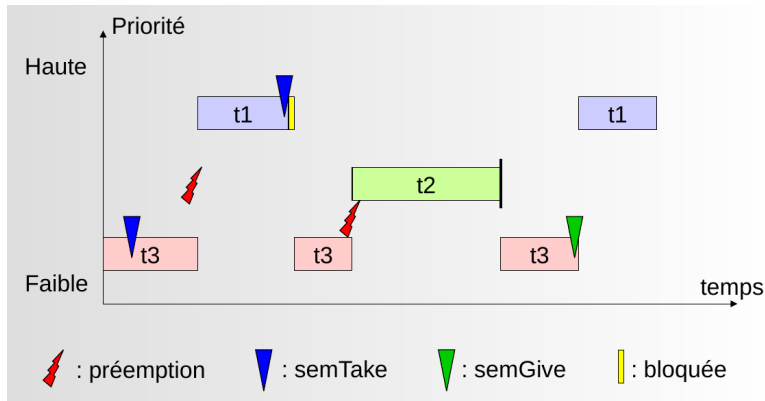 Priorité
Haute
t1
t1
t2
t3
t3
t3
Faible
temps
: préemption : semTake : semGive : bloquée